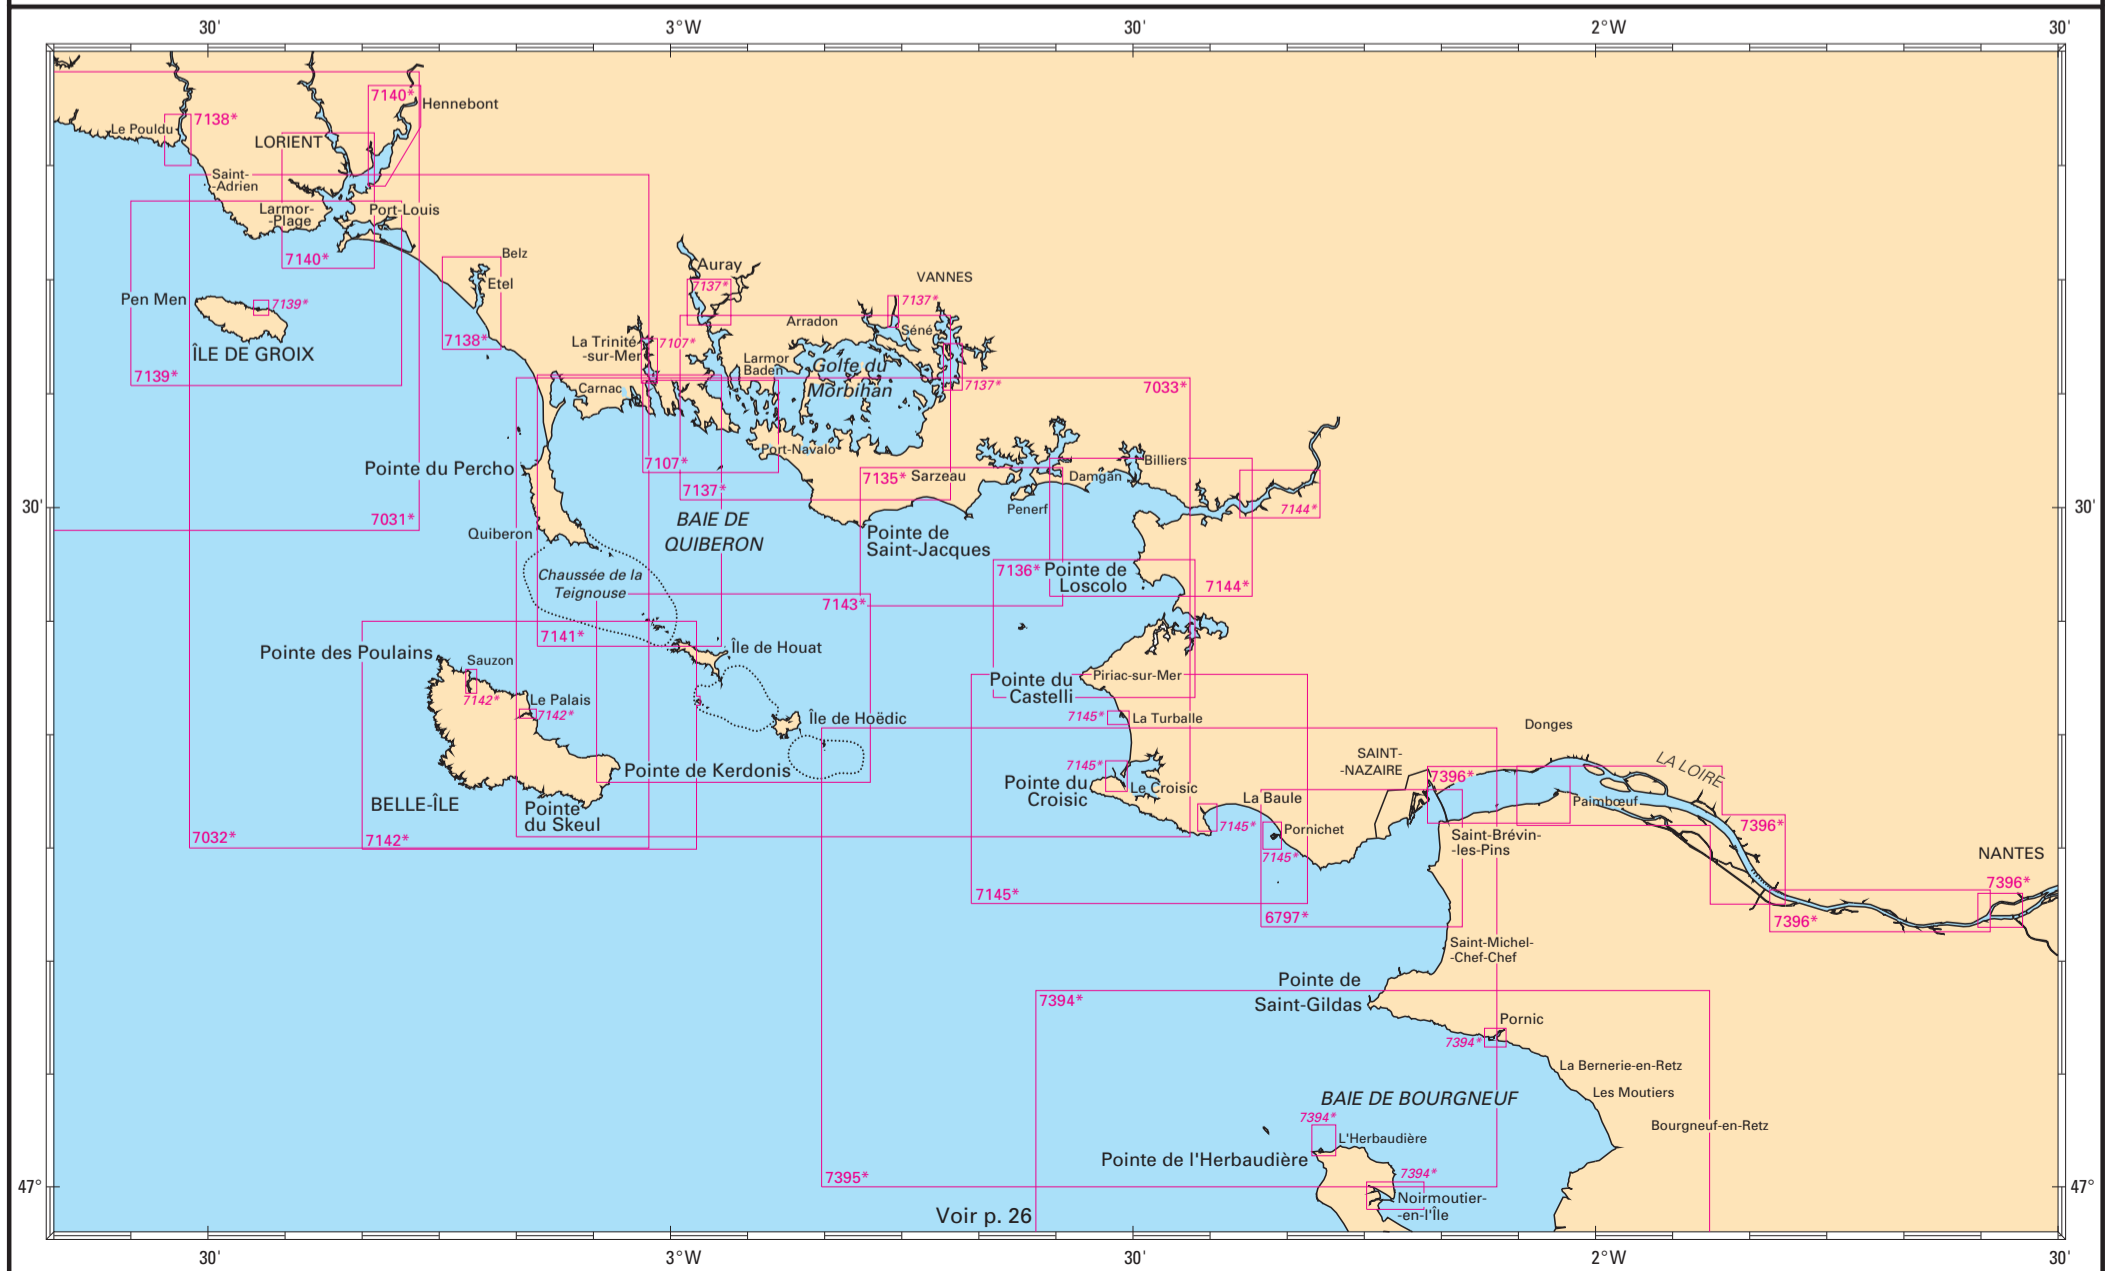 30'
3°W
30'
2°W
30'
7140*
Hennebont
7138*
Le Pouldu
LORIENT
Saint-
-Adrien
Larmor-
-Plage
Port-Louis
7140*
Belz
Etel
7138*
Pen Men
7139*
ÎLE DE GROIX
7139*
Auray
7137*
VANNES
7137*
Arradon
Séné
La Trinité
-sur-Mer
7107*
Larmor
Baden
Golfe du
Morbihan
7137*
7033*
Carnac
Port-Navalo
7107*
7137*
Pointe du Percho
7135*
Sarzeau
Damgan
Billiers
30'
7031*
Penerf
7144*
30'
Quiberon
BAIE DE
QUIBERON
Pointe de
Saint-Jacques
Chaussée de la
Teignouse
7136*
Pointe de
Loscolo
7144*
7143*
7141*
Île de Houat
Pointe des Poulains
Sauzon
7142*
Le Palais
7142*
Piriac-sur-Mer
Pointe du
Castelli
7145*
La Turballe
Île de Hoëdic
Donges
SAINT-
-NAZAIRE
LA LOIRE
7145*
Pointe de Kerdonis
Pointe du
Croisic
Le Croisic
7396*
La Baule
Paimbœuf
BELLE-ÎLE
Pointe
du Skeul
7145*
Pornichet
7145*
Saint-Brévin-
-les-Pins
7396*
NANTES
7032*
7142*
7145*
6797*
7396*
7396*
Saint-Michel-
-Chef-Chef
Pointe de
Saint-Gildas
7394*
Pornic
7394*
La Bernerie-en-Retz
Les Moutiers
BAIE DE BOURGNEUF
Bourgneuf-en-Retz
7394*
L'Herbaudière
Pointe de l'Herbaudière
7395*
7394*
47°
47°
Noirmoutier-
-en-l'Île
Voir p. 26
30'
3°W
30'
2°W
30'